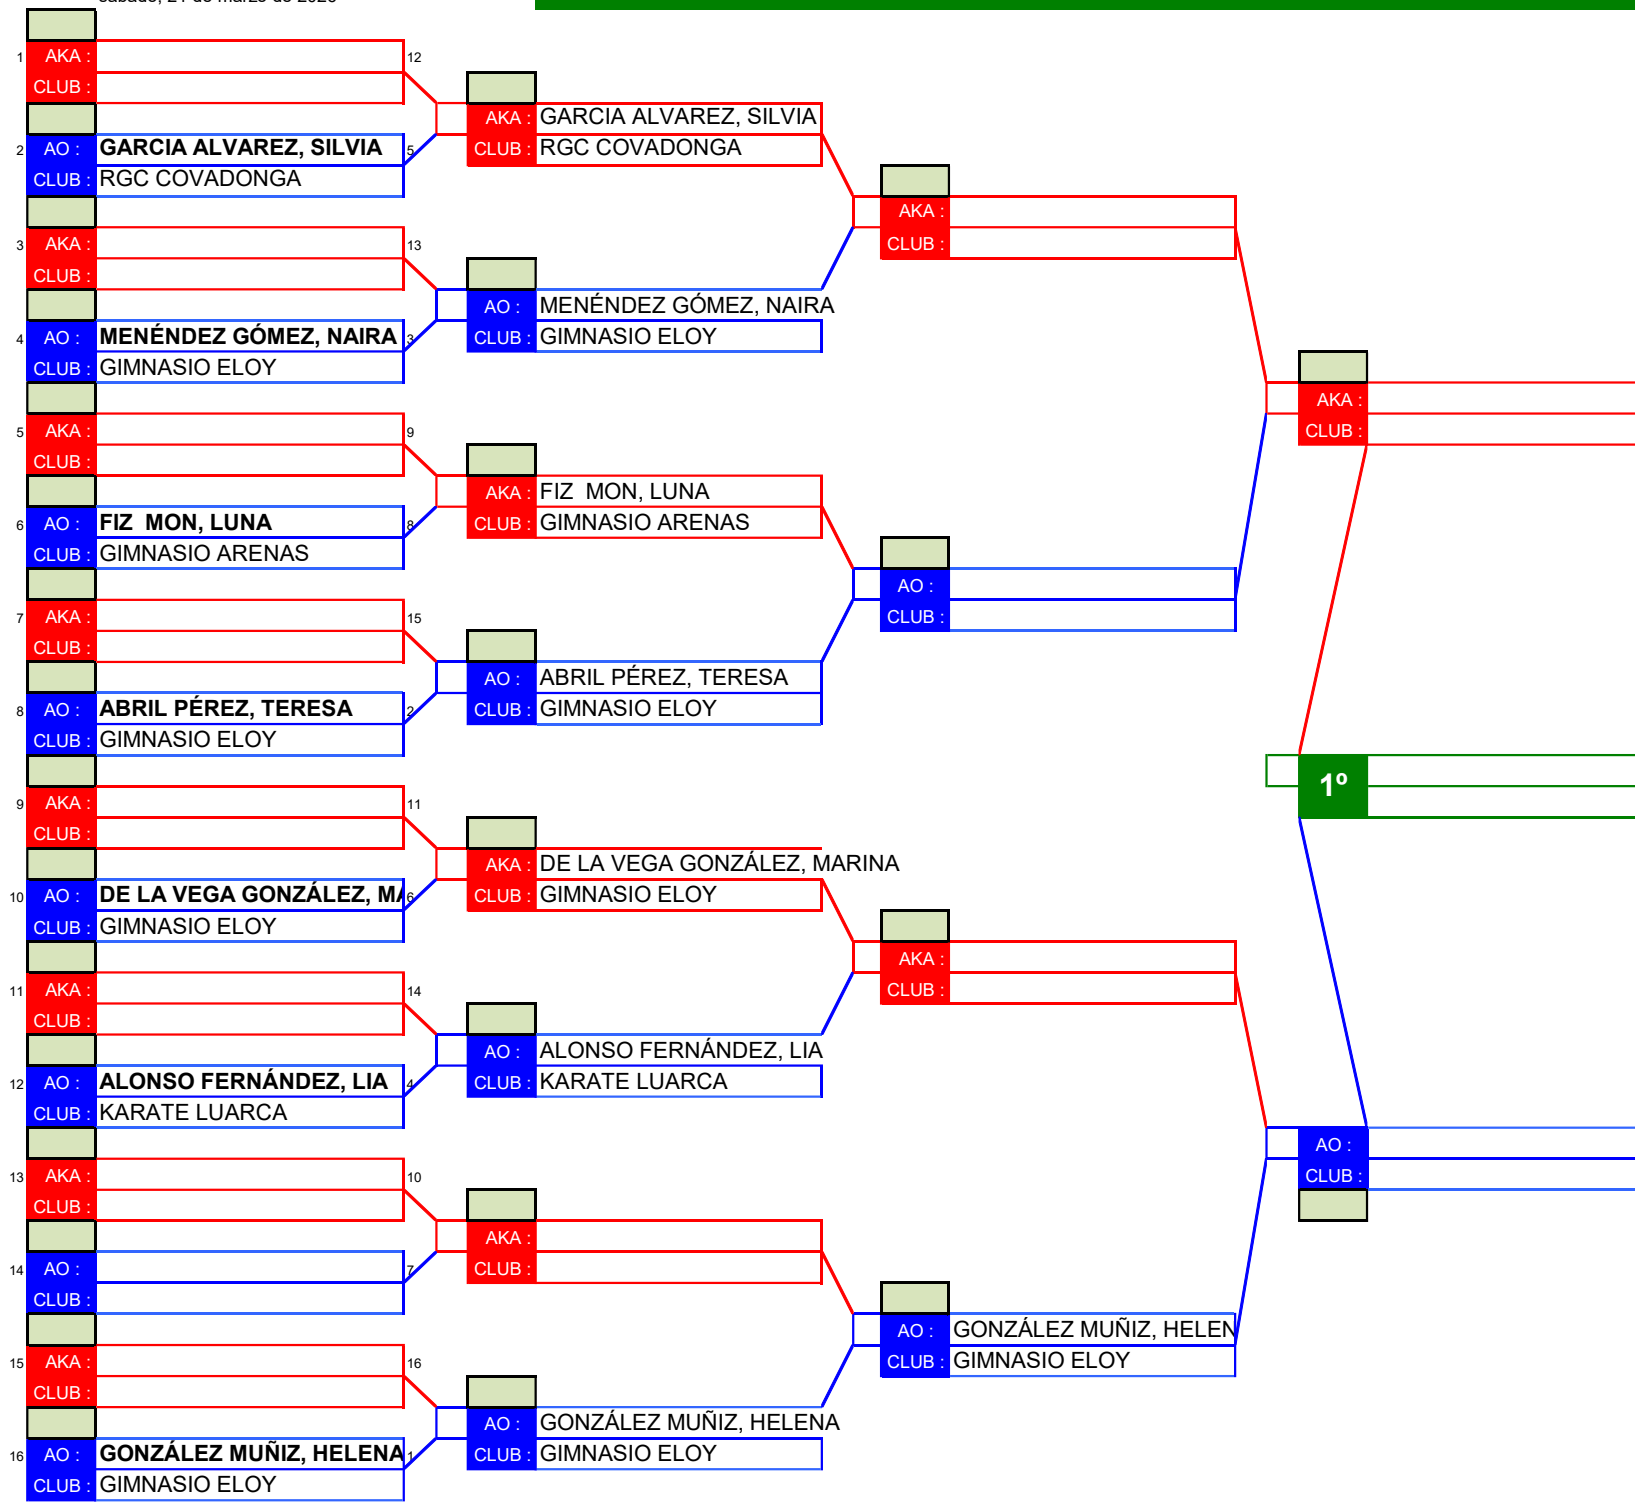 1 AKA : 12
CLUB :
2 AO : GARCIA ALVAREZ, SILVIA 5
CLUB : RGC COVADONGA
3 AKA : 13
CLUB :
4 AO : MENÉNDEZ GÓMEZ, NAIRA 3
CLUB : GIMNASIO ELOY
5 AKA : 9
CLUB :
6 AO : FIZ  MON, LUNA 8
CLUB : GIMNASIO ARENAS
7 AKA : 15
CLUB :
8 AO : ABRIL PÉREZ, TERESA 2
CLUB : GIMNASIO ELOY
9 AKA : 11
CLUB :
10 AO : DE LA VEGA GONZÁLEZ, MA 6
CLUB : GIMNASIO ELOY
11 AKA : 14
CLUB :
12 AO : ALONSO FERNÁNDEZ, LIA 4
CLUB : KARATE LUARCA
13 AKA : 10
CLUB :
14 AO : 7
CLUB :
15 AKA : 16
CLUB :
16 AO : GONZÁLEZ MUÑIZ, HELENA 1
CLUB : GIMNASIO ELOY
AKA : GARCIA ALVAREZ, SILVIA
CLUB : RGC COVADONGA
AO : MENÉNDEZ GÓMEZ, NAIRA
CLUB : GIMNASIO ELOY
AKA : FIZ  MON, LUNA
CLUB : GIMNASIO ARENAS
AO : ABRIL PÉREZ, TERESA
CLUB : GIMNASIO ELOY
AKA : DE LA VEGA GONZÁLEZ, MARINA
CLUB : GIMNASIO ELOY
AO : ALONSO FERNÁNDEZ, LIA
CLUB : KARATE LUARCA
AKA :
CLUB :
AO : GONZÁLEZ MUÑIZ, HELENA
CLUB : GIMNASIO ELOY
AKA :
CLUB :
AO :
CLUB :
AKA :
CLUB :
AO : GONZÁLEZ MUÑIZ, HELEN
CLUB : GIMNASIO ELOY
AKA :
CLUB :
1º
AO :
CLUB :